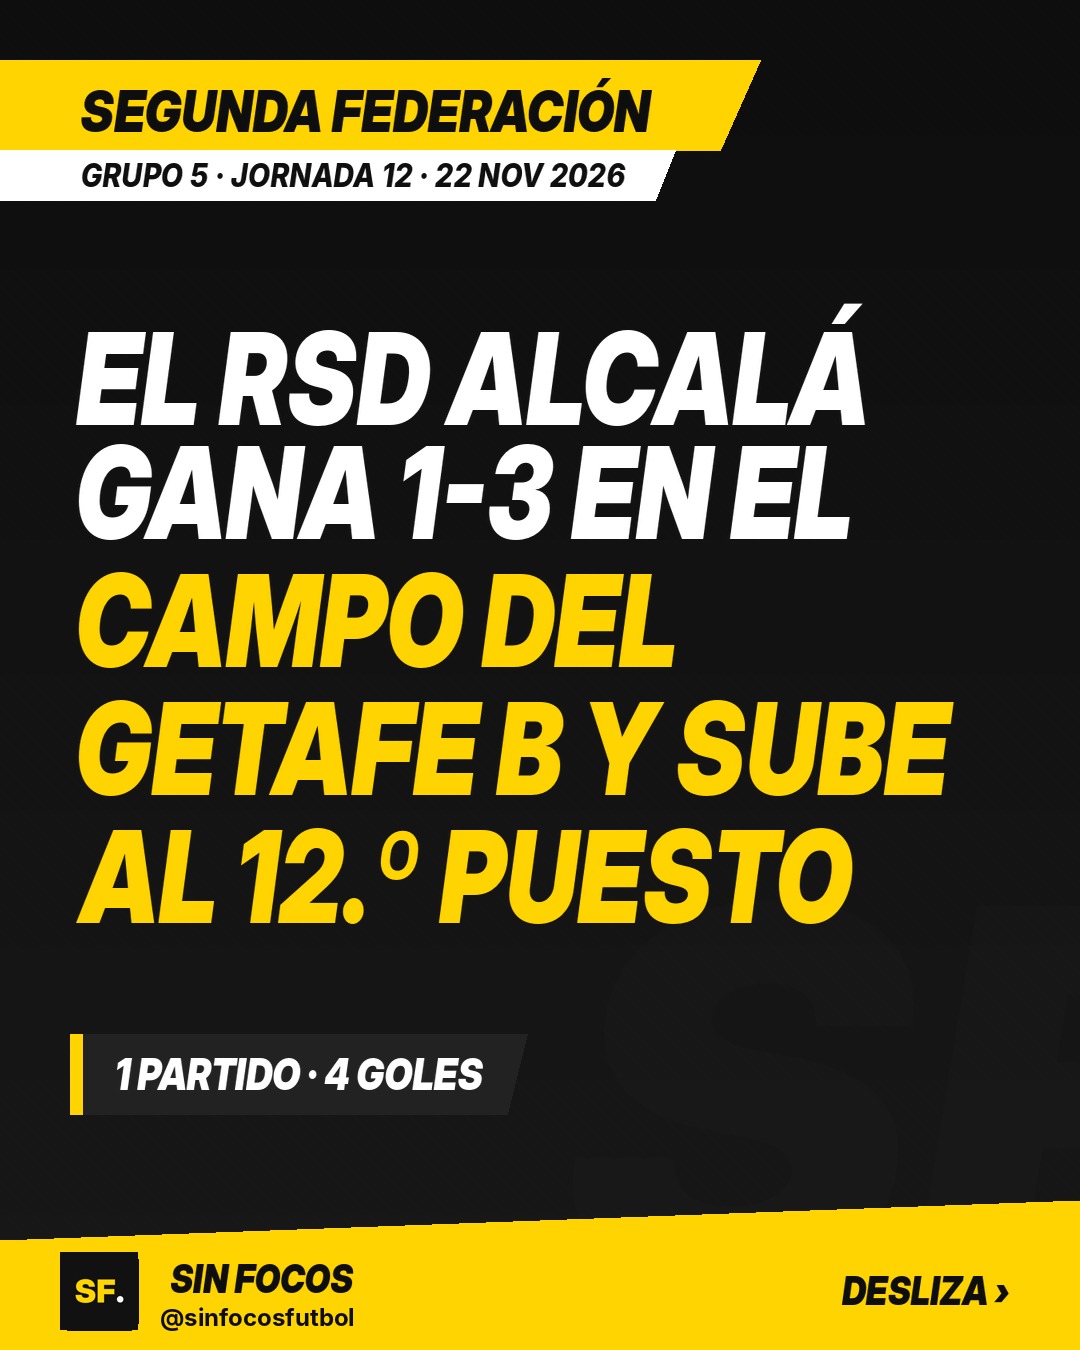 SEGUNDA FEDERACIÓN
GRUPO 5 · JORNADA 12 · 22 NOV 2026
EL RSD ALCALÁ
GANA 1-3 EN EL
CAMPO DEL
GETAFE B Y SUBE
AL 12.º PUESTO
1 PARTIDO · 4 GOLES
SF
SF.
SIN FOCOS
@sinfocosfutbol
DESLIZA ›